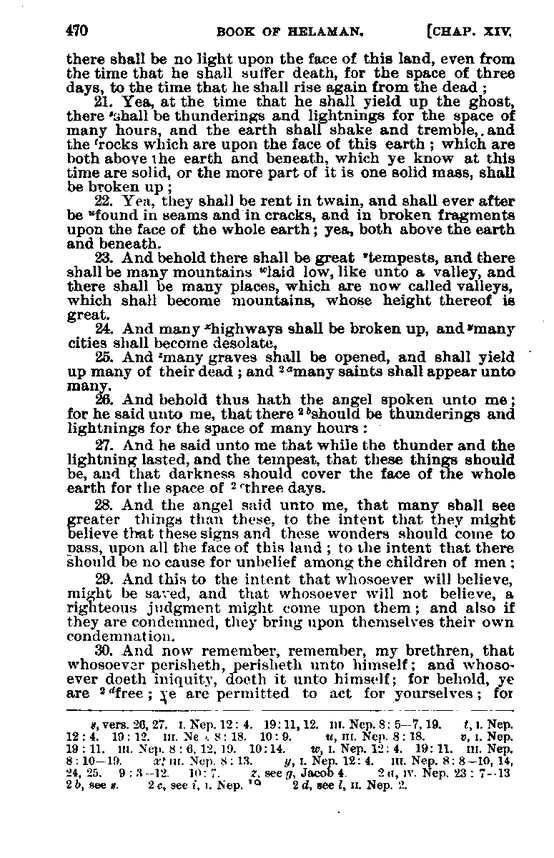 470 BOOK OF HELAMAN. [CHAP. XIV.
there shall be no light upon the face of this land, even from
the time that he shall suffer death, for the space of three
days, to the time that he shall rise again from the dead ;
21. Yea, at the time that he shall yield up the ghost,
there ˢshall be thunderings and lightnings for the space of
many hours, and the earth shall shake and tremble, and
the ᵗrocks which are upon the face of this earth ; which are
both above the earth and beneath, which ye know at this
time are solid, or the more part of it is one solid mass, shall
be broken up ;
22. Yea, they shall be rent in twain, and shall ever after
be ᵘfound in seams and in cracks, and in broken fragments
upon the face of the whole earth ; yea, both above the earth
and beneath.
23. And behold there shall be great ᵛtempests, and there
shall be many mountains ʷlaid low, like unto a valley, and
there shall be many places, which are now called valleys,
which shall become mountains, whose height thereof is
great.
24. And many ˣhighways shall be broken up, and ʸmany
cities shall become desolate,
25. And ᶻmany graves shall be opened, and shall yield
up many of their dead ; and ²ᵃmany saints shall appear unto
many.
26. And behold thus hath the angel spoken unto me ;
for he said unto me, that there ²ᵇshould be thunderings and
lightnings for the space of many hours :
27. And he said unto me that while the thunder and the
lightning lasted, and the tempest, that these things should
be, and that darkness should cover the face of the whole
earth for the space of ²ᶜthree days.
28. And the angel said unto me, that many shall see
greater things than these, to the intent that they might
believe that these signs and these wonders should come to
pass, upon all the face of this land ; to the intent that there
should be no cause for unbelief among the children of men :
29. And this to the intent that whosoever will believe,
might be saved, and that whosoever will not believe, a
righteous judgment might come upon them ; and also if
they are condemned, they bring upon themselves their own
condemnation.
30. And now remember, remember, my brethren, that
whosoever perisheth, perisheth unto himself ; and whoso-
ever doeth iniquity, doeth it unto himself; for behold, ye
are ²ᵈfree ; ye are permitted to act for yourselves ; for
s, vers. 26, 27. I. Nep. 12 : 4. 19 : 11, 12. III. Nep. 8 : 5—7, 19. t, I. Nep.
12 : 4. 19 : 12. III. Nep. 8 : 18. 10 : 9. u, III. Nep. 8 : 18. v, I. Nep.
19 : 11. III. Nep. 8 : 6, 12, 19. 10 : 14. w, I. Nep. 12 : 4. 19 : 11. III. Nep.
8 : 10—19. x, III. Nep. 8 : 13. y, I. Nep. 12 : 4. III. Nep. 8 : 8—10, 14,
24, 25. 9 : 3—12. 10 : 7. z, see g, Jacob 4. 2 a, IV. Nep. 23 : 7—13
2 b, see s. 2 c, see i, I. Nep. 2 d, see l, II. Nep. 2.